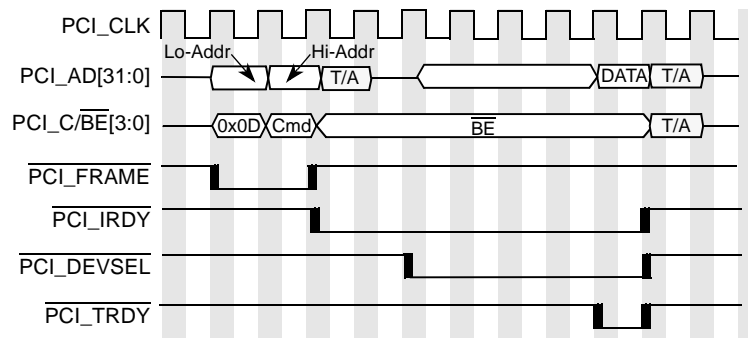 PCI_CLK
Lo-Addr Hi-Addr
PCI_AD[31:0] T/A DATA T/A
PCI_C/BE[3:0] 0x0D Cmd BE T/A
PCI_FRAME
PCI_IRDY
PCI_DEVSEL
PCI_TRDY